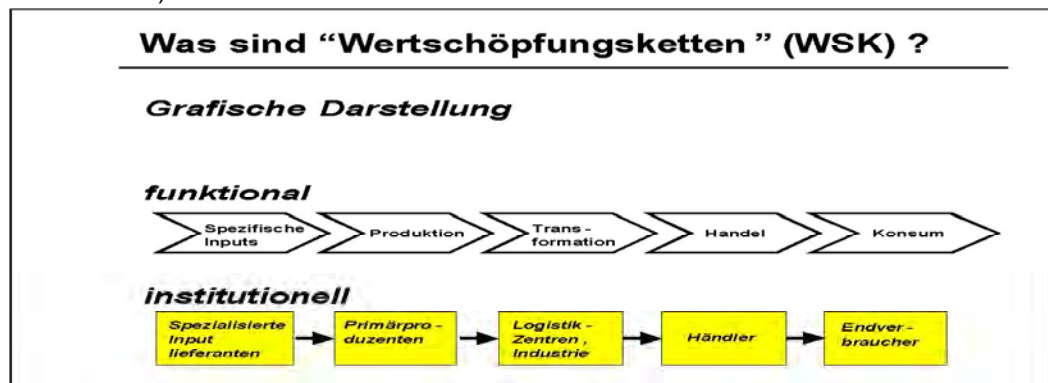 Was sind “Wertschöpfungsketten ” (WSK) ?
Grafische Darstellung
funktional
Spezifische
Inputs
Produktion
Trans -
formation
Handel
Konsum
institutionell
Spezialisierte
Input
lieferanten
Primärpro -
duzenten
Logistik -
Zentren ,
Industrie
Händler
Endver -
braucher